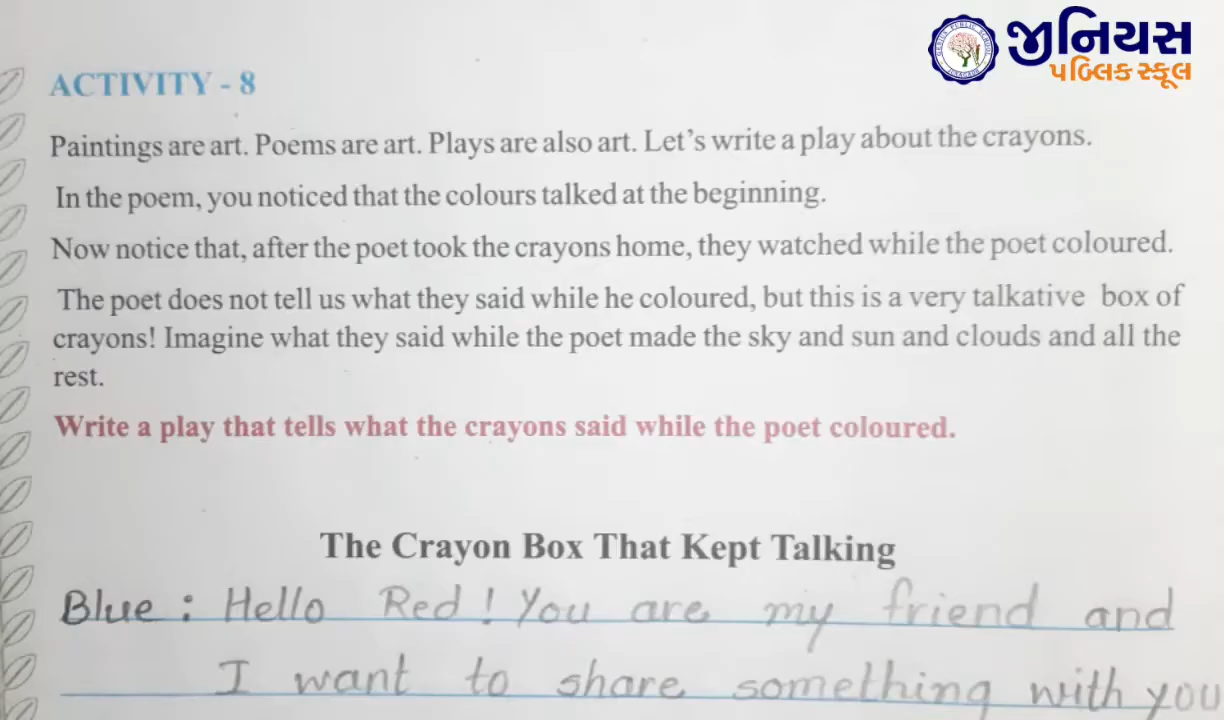 જીનિયસ
પબ્લિક સ્કૂલ
ACTIVITY - 8
Paintings are art. Poems are art. Plays are also art. Let's write a play about the crayons.
In the poem, you noticed that the colours talked at the beginning.
Now notice that, after the poet took the crayons home, they watched while the poet coloured.
The poet does not tell us what they said while he coloured, but this is a very talkative box of
crayons! Imagine what they said while the poet made the sky and sun and clouds and all the
rest.
Write a play that tells what the crayons said while the poet coloured.
The Crayon Box That Kept Talking
Blue : Hello Red ! You are my friend and
I want to share something with you